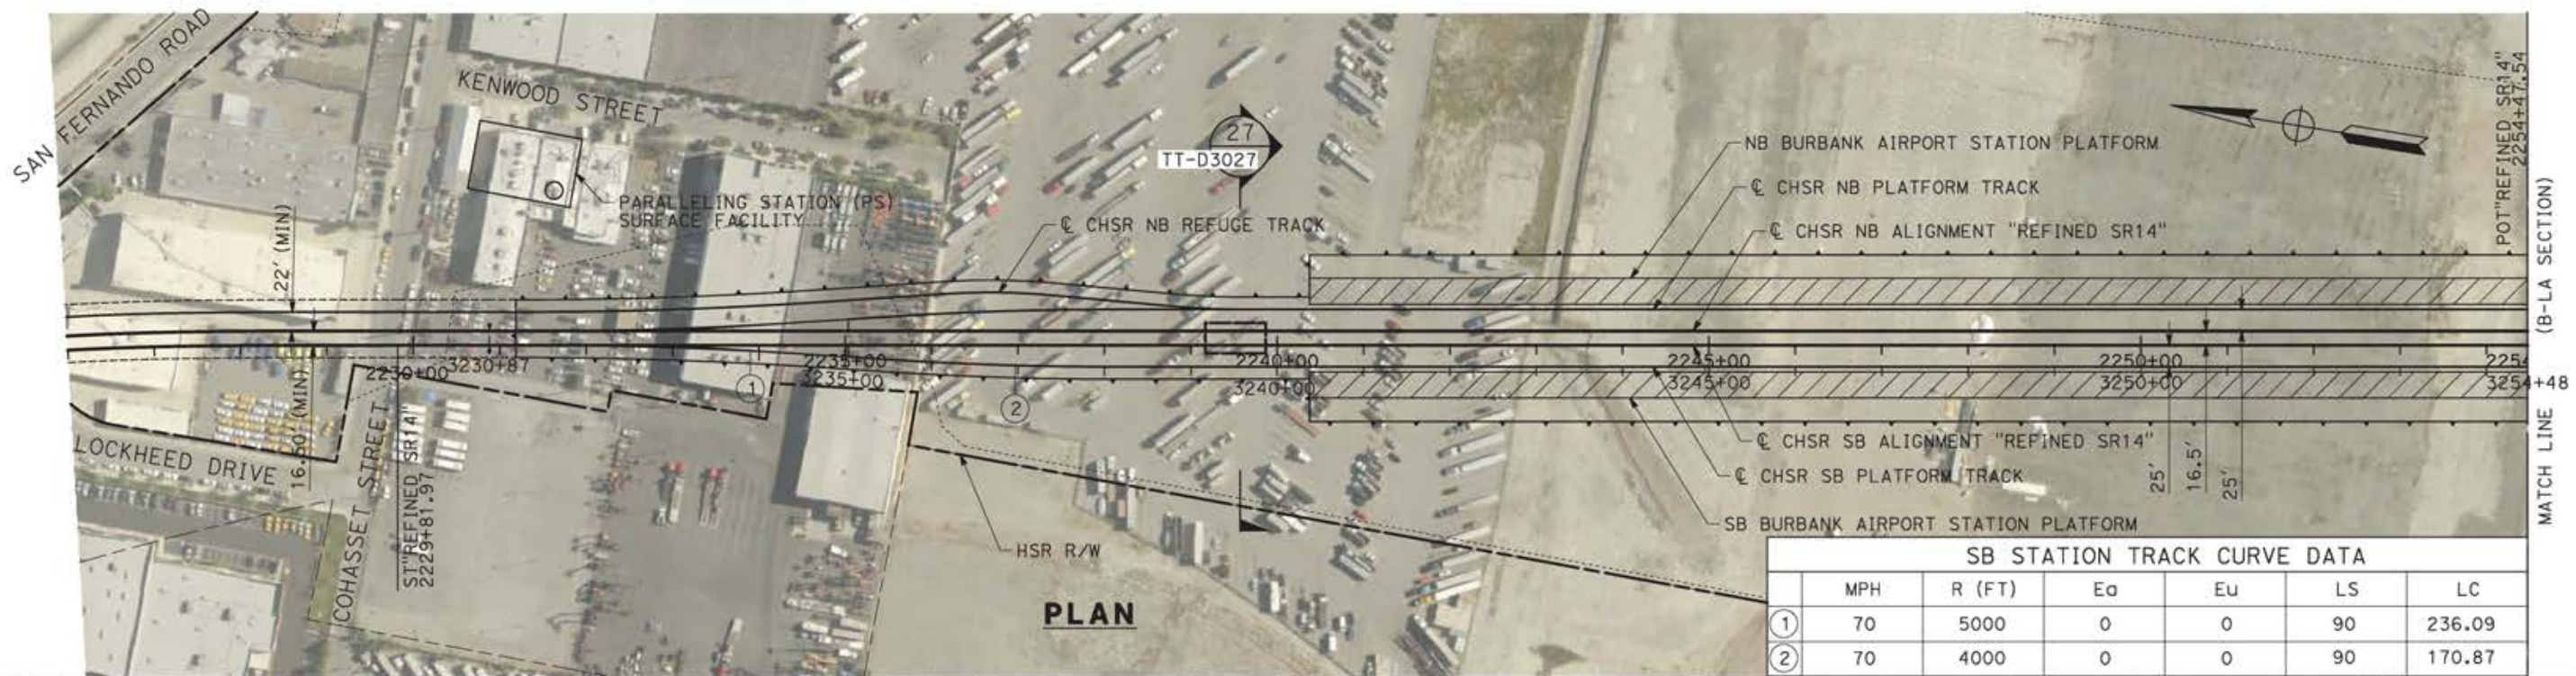 SAN FERNANDO ROAD
KENWOOD STREET
PARALLELING STATION (PS)
SURFACE FACILITY
22' (MIN)
27
TT-D3027
℄ CHSR NB REFUGE TRACK
NB BURBANK AIRPORT STATION PLATFORM
℄ CHSR NB PLATFORM TRACK
℄ CHSR NB ALIGNMENT "REFINED SR14"
POT"REFINED SR14"
2254+47.54
MATCH LINE (B-LA SECTION)
2230+00
2235+00
2240+00
2245+00
2250+00
2254
3230+87
3235+00
3240+00
3245+00
3250+00
3254+48
1
2
16.50' (MIN)
LOCKHEED DRIVE
COHASSET STREET
ST"REFINED SR14"
2229+81.97
℄ CHSR SB ALIGNMENT "REFINED SR14"
℄ CHSR SB PLATFORM TRACK
SB BURBANK AIRPORT STATION PLATFORM
25'
16.5'
25'
HSR R/W
PLAN
SB STATION TRACK CURVE DATA
MPH R (FT) Ea Eu LS LC
1 70 5000 0 0 90 236.09
2 70 4000 0 0 90 170.87